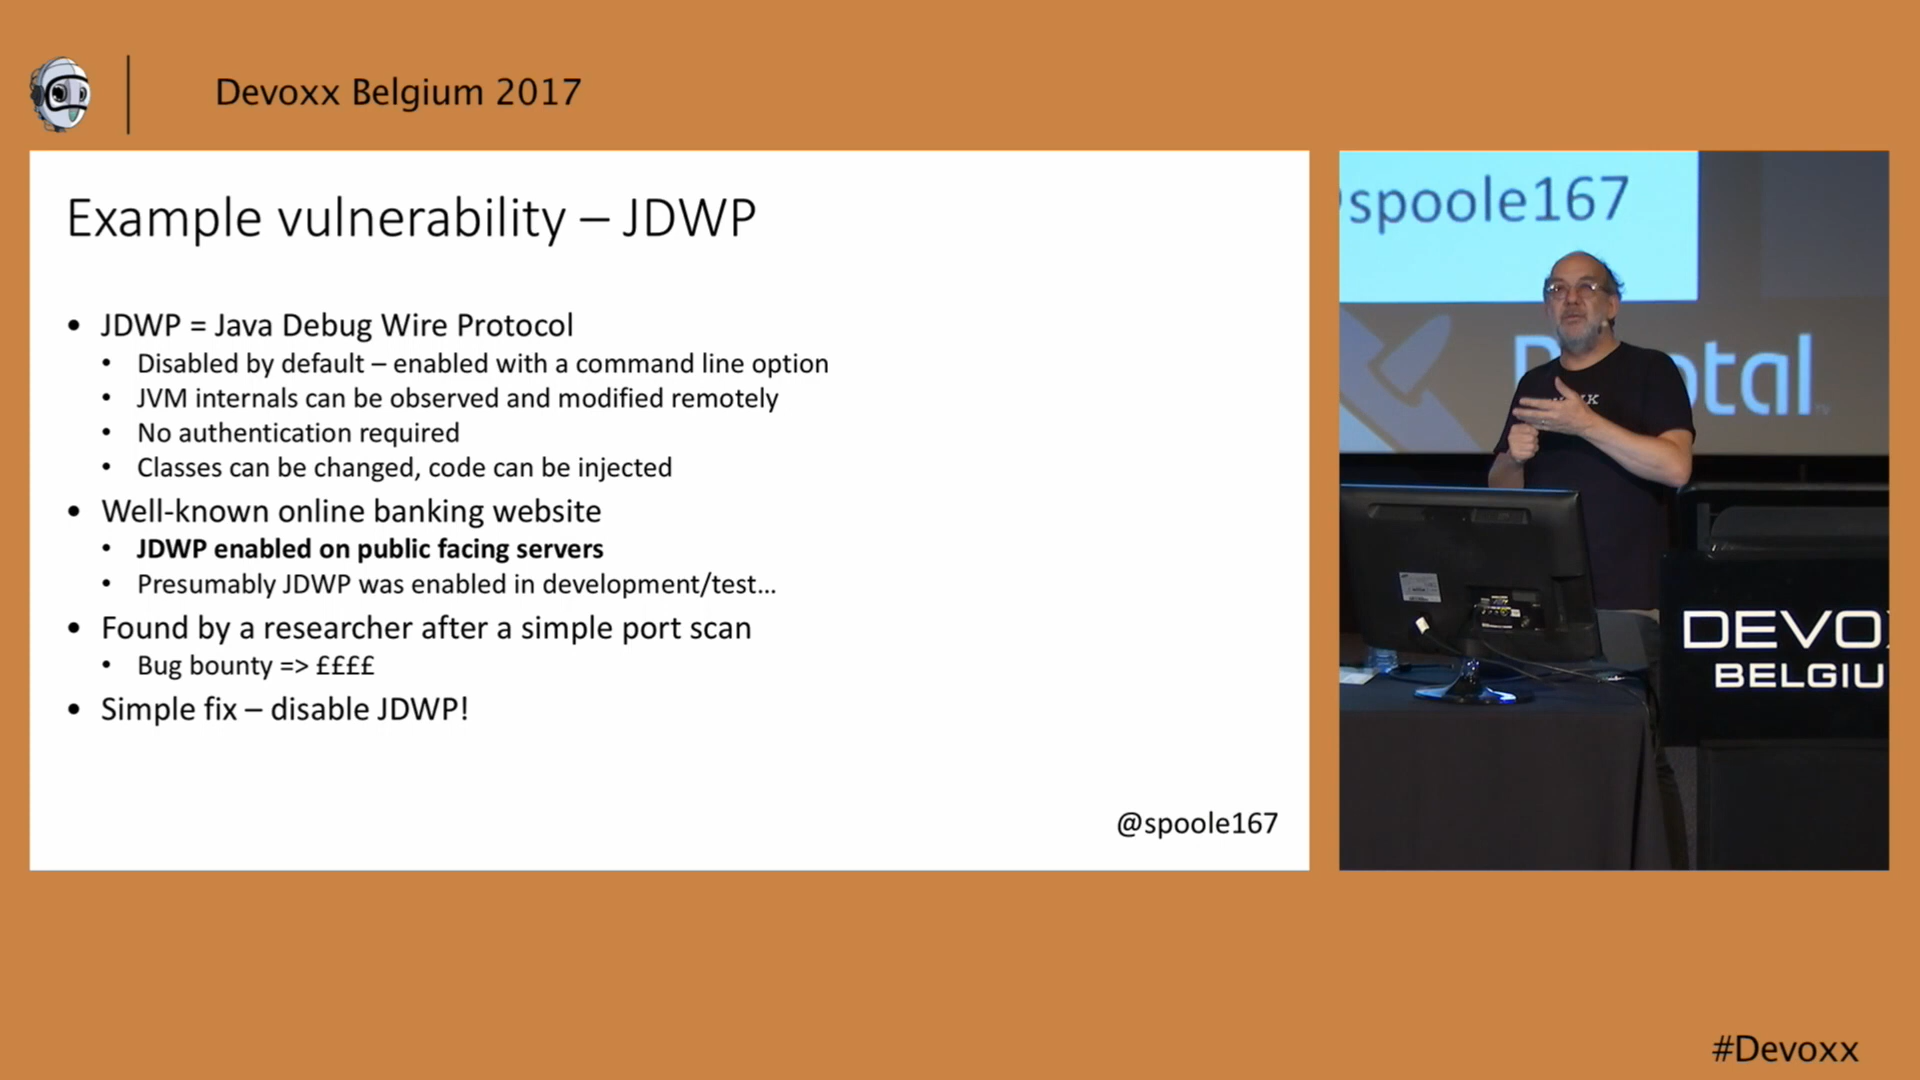 Devoxx Belgium 2017
Example vulnerability – JDWP
• JDWP = Java Debug Wire Protocol
• Disabled by default – enabled with a command line option
• JVM internals can be observed and modified remotely
• No authentication required
• Classes can be changed, code can be injected
• Well-known online banking website
• JDWP enabled on public facing servers
• Presumably JDWP was enabled in development/test...
• Found by a researcher after a simple port scan
• Bug bounty => ££££
• Simple fix – disable JDWP!
@spoole167
spoole167
tal
DEVO
BELGIU
#Devoxx